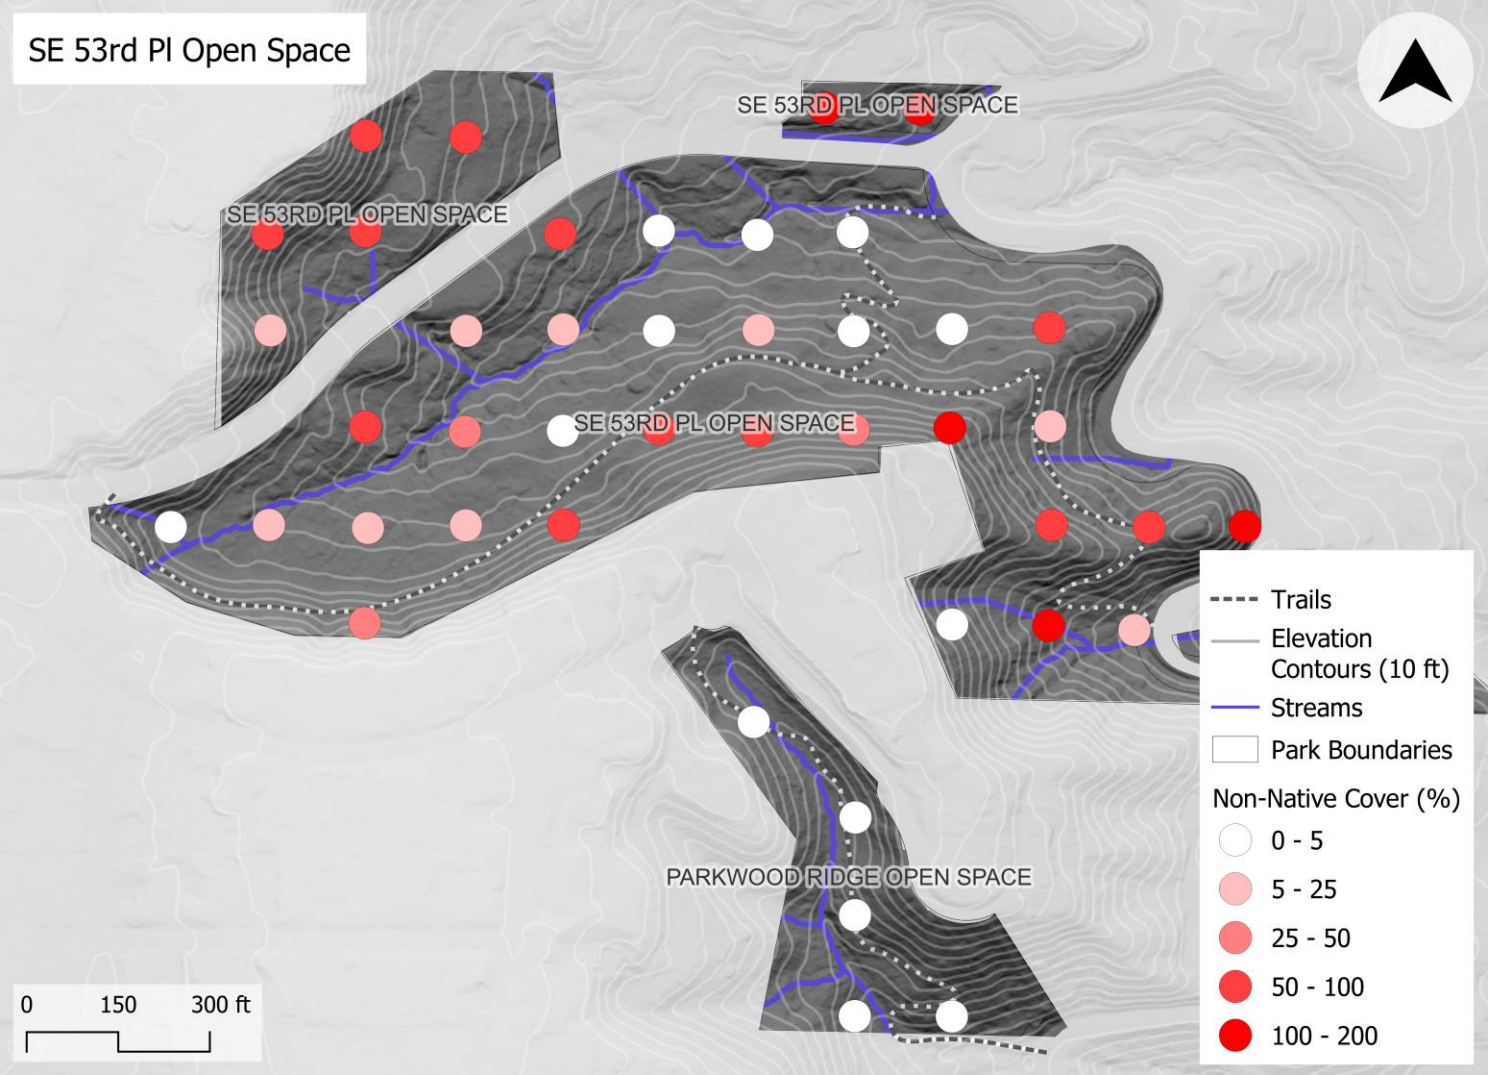 SE 53rd Pl Open Space
SE 53RD PL OPEN SPACE
SE 53RD PL OPEN SPACE
SE 53RD PL OPEN SPACE
PARKWOOD RIDGE OPEN SPACE
Trails
Elevation
Contours (10 ft)
Streams
Park Boundaries
Non-Native Cover (%)
0 - 5
5 - 25
25 - 50
50 - 100
100 - 200
0 150 300 ft